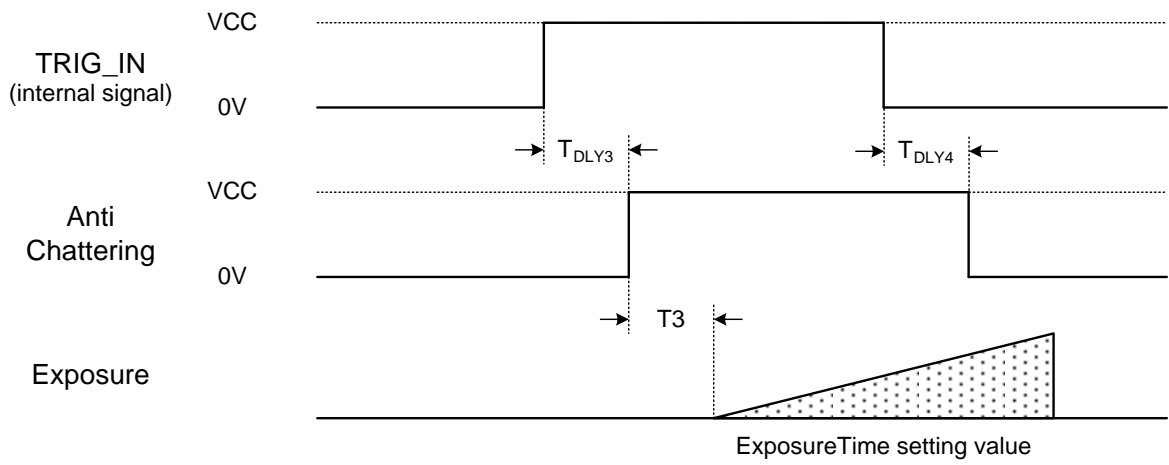 VCC
TRIG_IN
(internal signal)
0V
TDLY3
TDLY4
VCC
Anti
Chattering
0V
T3
Exposure
ExposureTime setting value